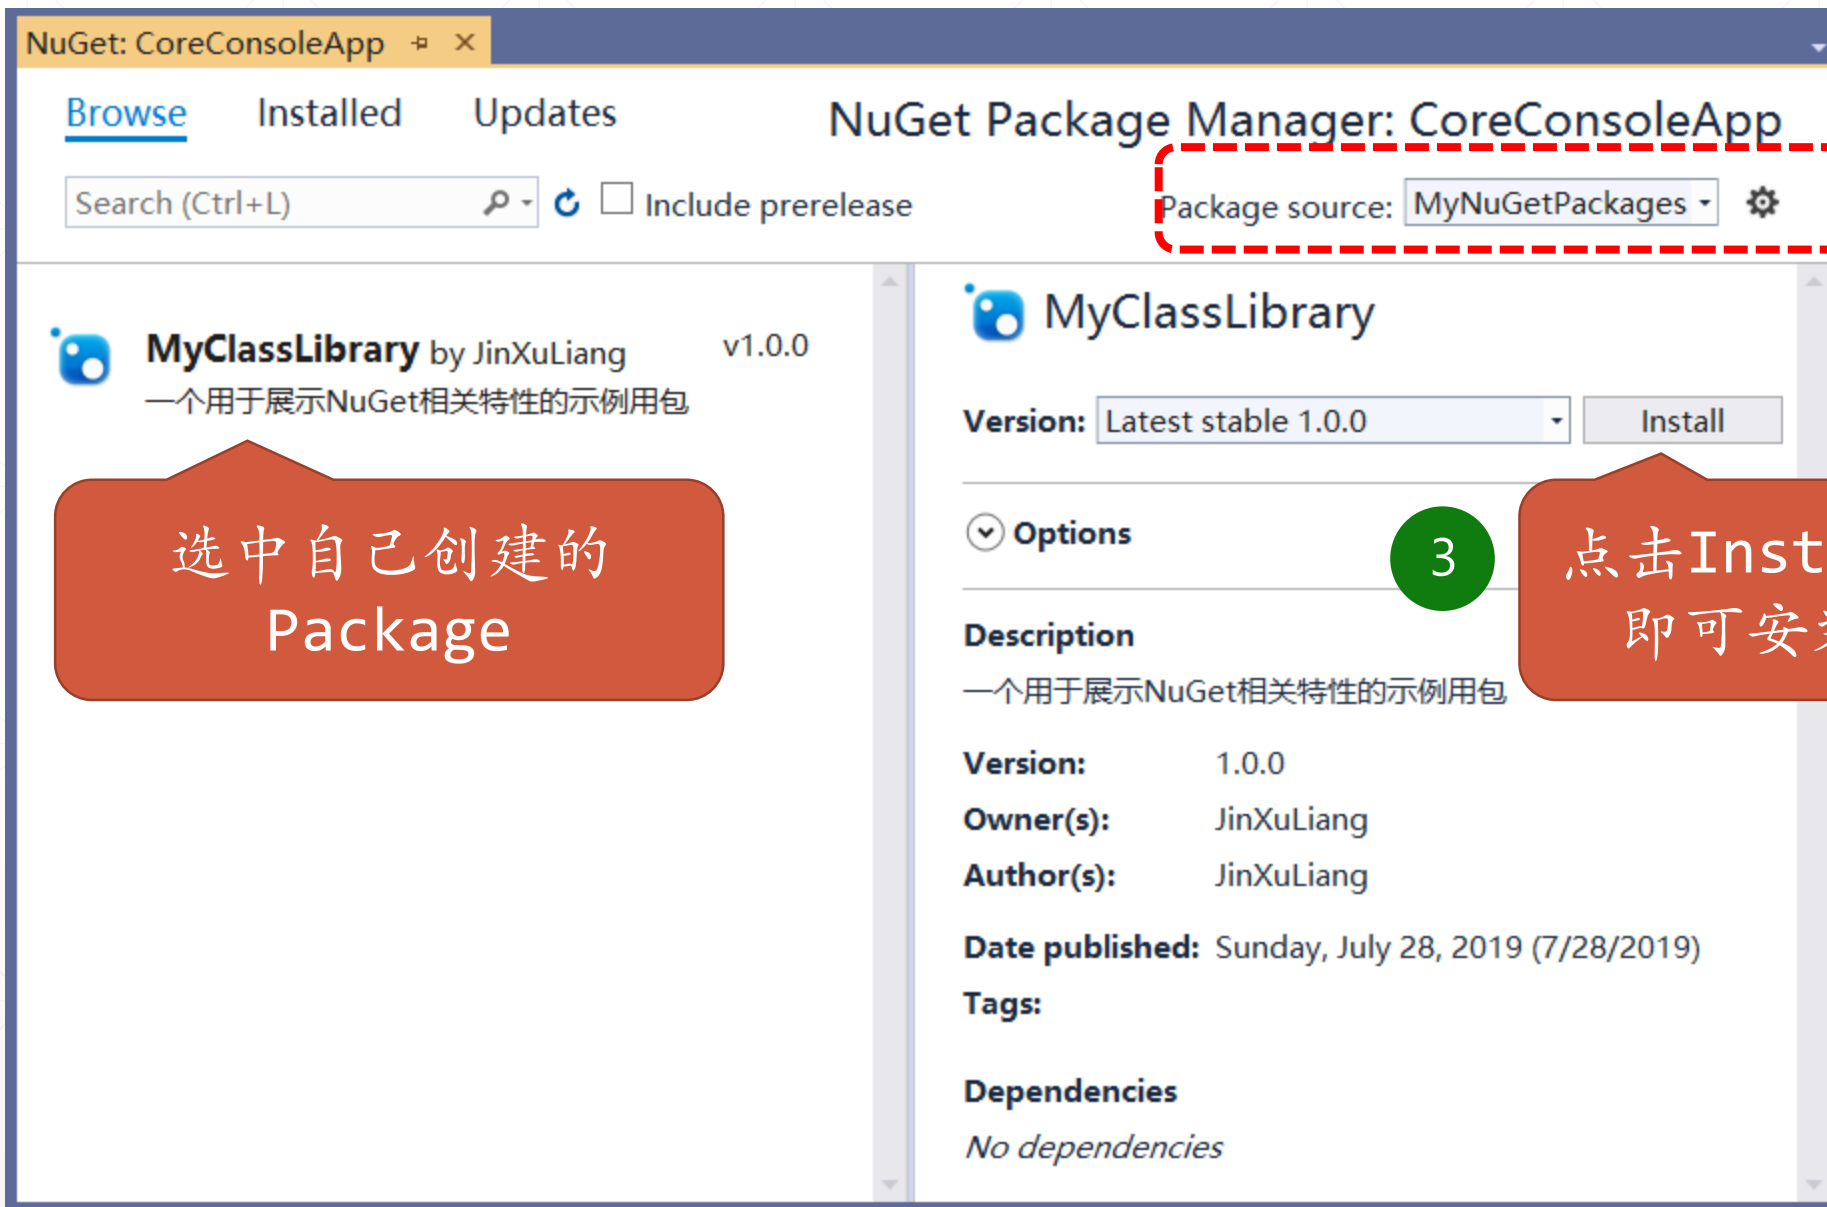 NuGet: CoreConsoleApp
Browse Installed Updates
NuGet Package Manager: CoreConsoleApp
Search (Ctrl+L)
Include prerelease
Package source: MyNuGetPackages
MyClassLibrary by JinXuLiang v1.0.0
一个用于展示NuGet相关特性的示例用包
选中自己创建的
Package
MyClassLibrary
Version: Latest stable 1.0.0
Install
Options
3
点击Inst
即可安
Description
一个用于展示NuGet相关特性的示例用包
Version: 1.0.0
Owner(s): JinXuLiang
Author(s): JinXuLiang
Date published: Sunday, July 28, 2019 (7/28/2019)
Tags:
Dependencies
No dependencies